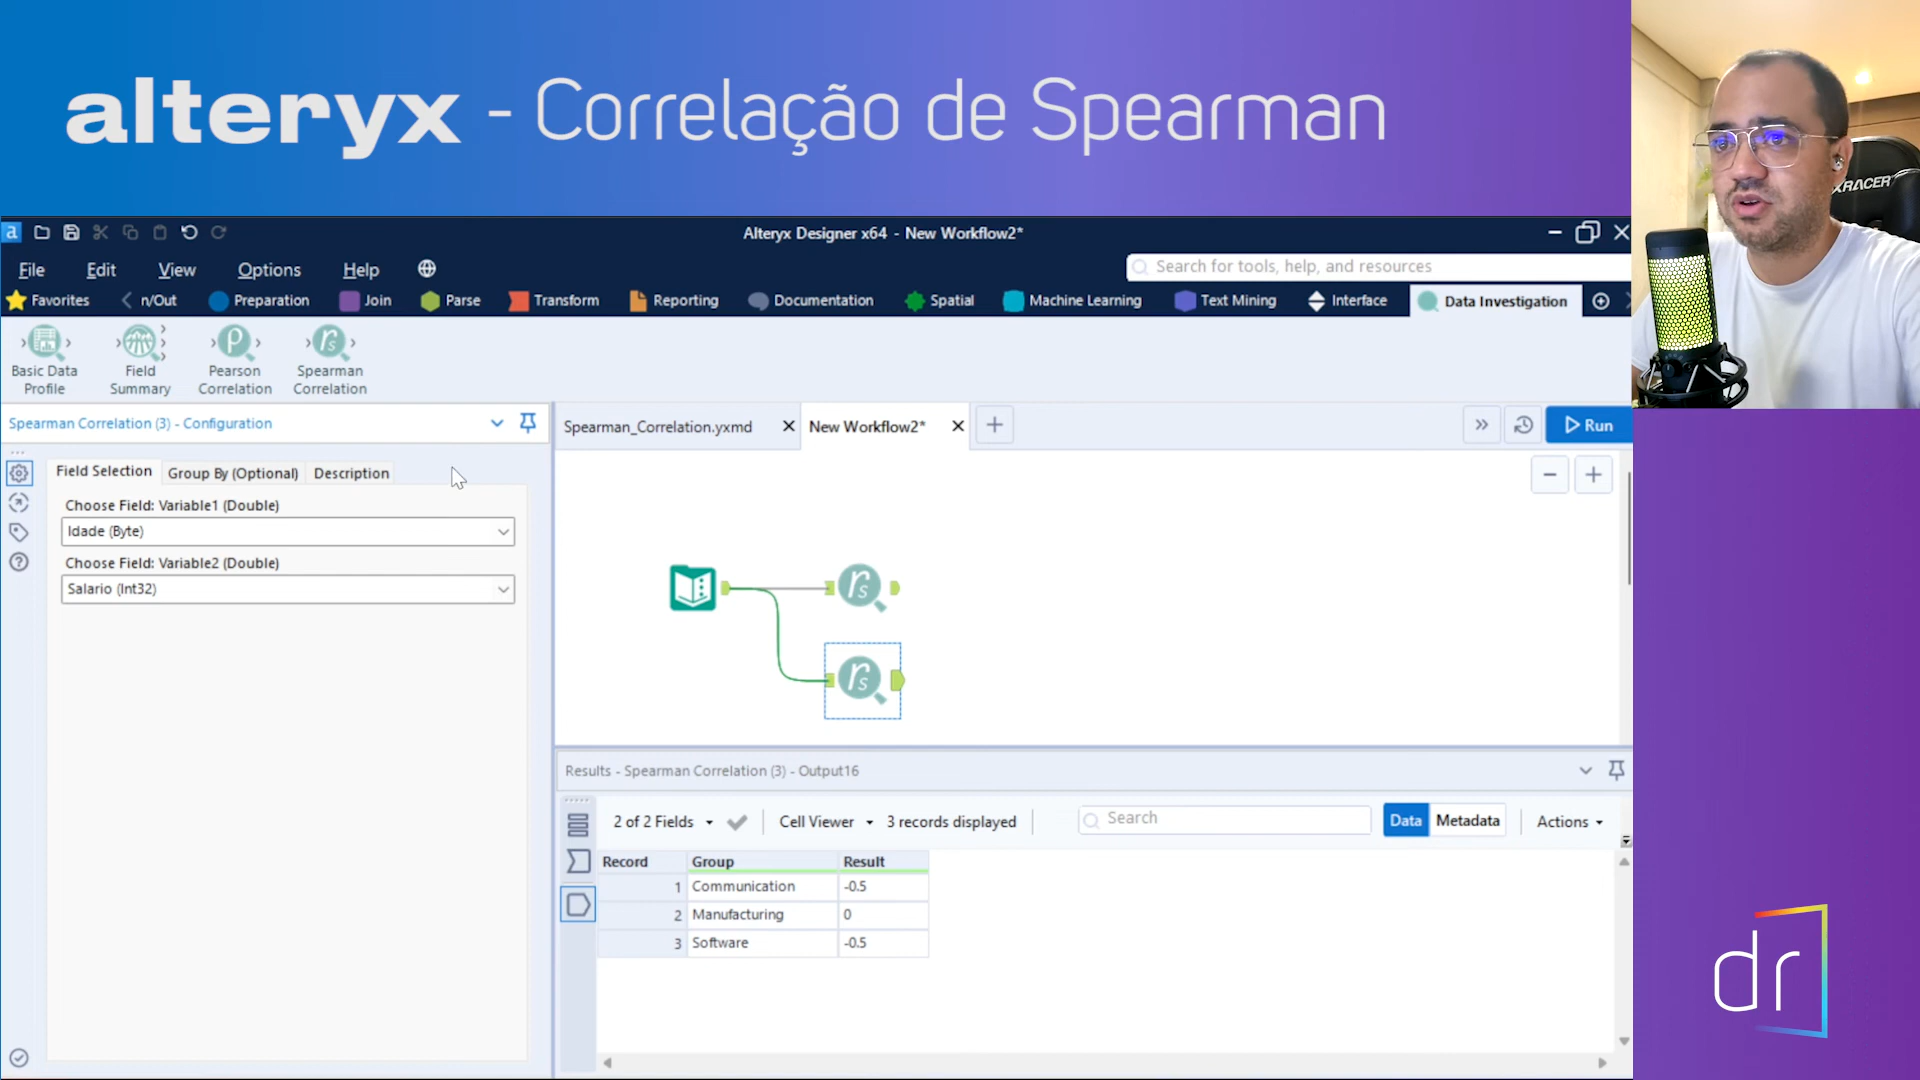 alteryx - Correlação de Spearman
XRACER
a
Alteryx Designer x64 - New Workflow2*
File Edit View Options Help
Search for tools, help, and resources
Favorites n/Out Preparation Join Parse Transform Reporting Documentation Spatial Machine Learning Text Mining Interface Data Investigation
Basic Data Profile
Field Summary
ρ
Pearson Correlation
rs
Spearman Correlation
Spearman Correlation (3) - Configuration
Spearman_Correlation.yxmd
New Workflow2*
Run
Field Selection Group By (Optional) Description
Choose Field: Variable1 (Double)
Idade (Byte)
Choose Field: Variable2 (Double)
Salario (Int32)
rs
rs
Results - Spearman Correlation (3) - Output16
2 of 2 Fields Cell Viewer 3 records displayed Search Data Metadata Actions
Record Group Result
1 Communication -0.5
2 Manufacturing 0
3 Software -0.5
dr